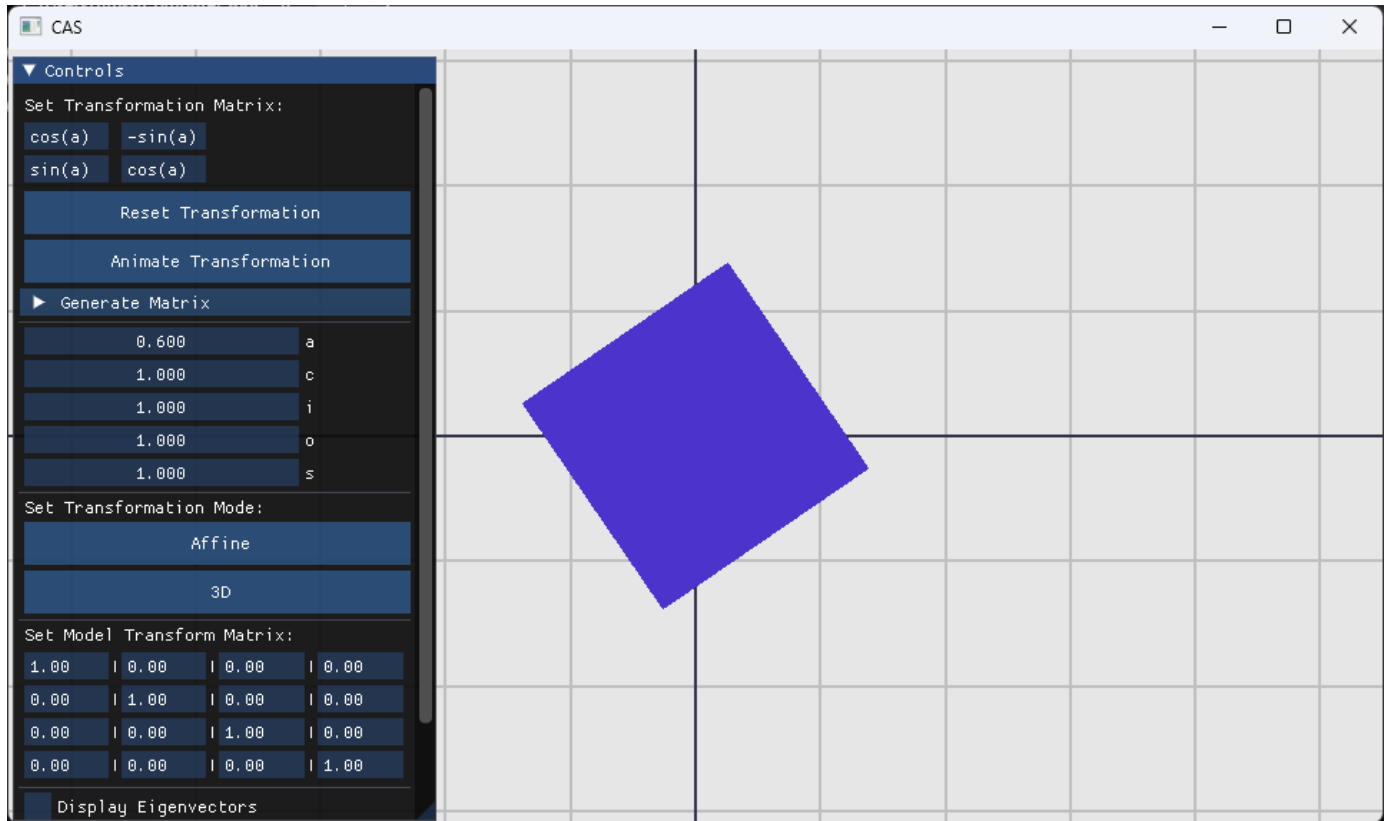 CAS
Controls
Set Transformation Matrix:
cos(a) -sin(a)
sin(a) cos(a)
Reset Transformation
Animate Transformation
Generate Matrix
0.600 a
1.000 c
1.000 i
1.000 o
1.000 s
Set Transformation Mode:
Affine
3D
Set Model Transform Matrix:
1.00 | 0.00 | 0.00 | 0.00
0.00 | 1.00 | 0.00 | 0.00
0.00 | 0.00 | 1.00 | 0.00
0.00 | 0.00 | 0.00 | 1.00
Display Eigenvectors